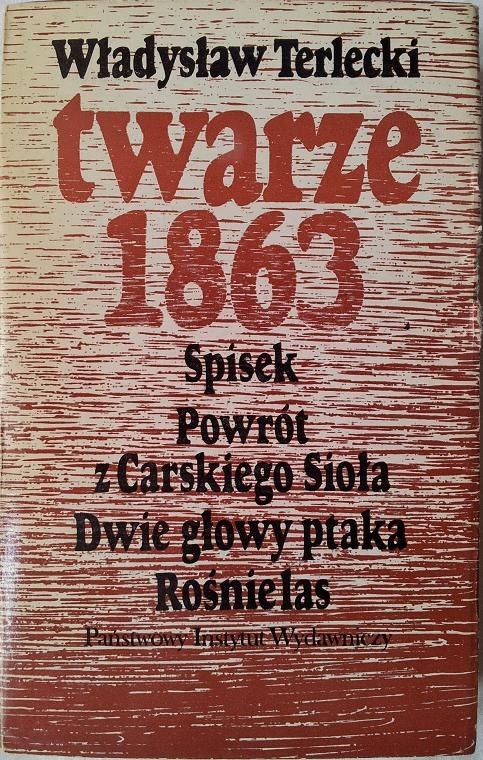 Władysław Terlecki
twarze
1863
Spisek
Powrót
z Carskiego Sioła
Dwie głowy ptaka
Rośnie las
Państwowy Instytut Wydawniczy